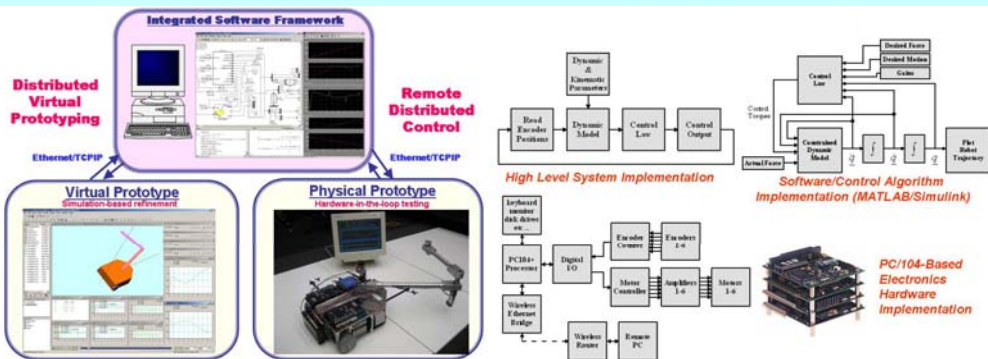 Integrated Software Framework
Distributed
Virtual
Prototyping
Remote
Distributed
Control
Ethernet/TCPIP
Ethernet/TCPIP
Virtual Prototype
Simulation-based refinement
Physical Prototype
Hardware-in-the-loop testing
Dynamic
&
Kinematic
Parameters
Read
Encoder
Positions
Dynamic
Model
Control
Law
Control
Output
High Level System Implementation
Desired Force
Desired Motion
Gains
Control
Law
Control
Torques
Constrained
Dynamic
Model
Actual Force
q
∫
q
∫
q
Plot
Robot
Trajectory
Software/Control Algorithm
Implementation (MATLAB/Simulink)
keyboard
monitor
disk drives
etc ...
PC104+
Processor
Digital
I/O
Encoder
Counter
Encoders
1-6
Motor
Controller
Amplifiers
1-6
Motors
1-6
Wireless
Ethernet
Bridge
Wireless
Router
Remote
PC
PC/104-Based
Electronics
Hardware
Implementation